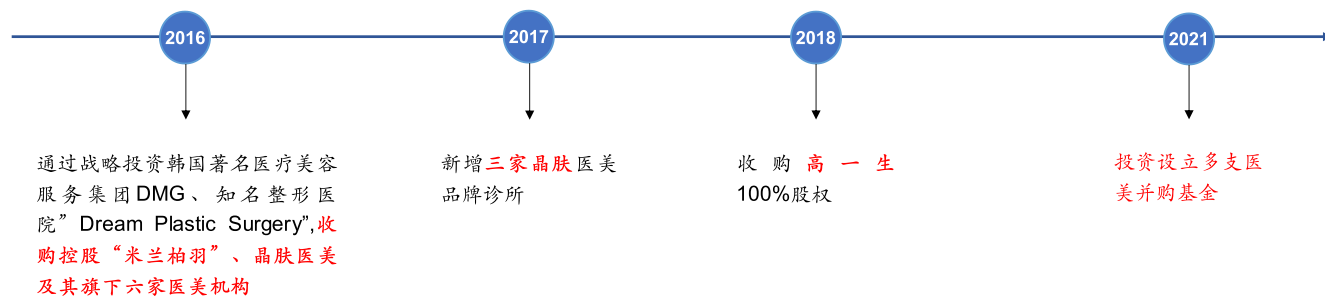 2016
2017
2018
2021
通过战略投资韩国著名医疗美容
服务集团DMG、知名整形医
院”Dream Plastic Surgery”,收
购控股“米兰柏羽”、晶肤医美
及其旗下六家医美机构
新增三家晶肤医美
品牌诊所
收购高一生
100%股权
投资设立多支医
美并购基金